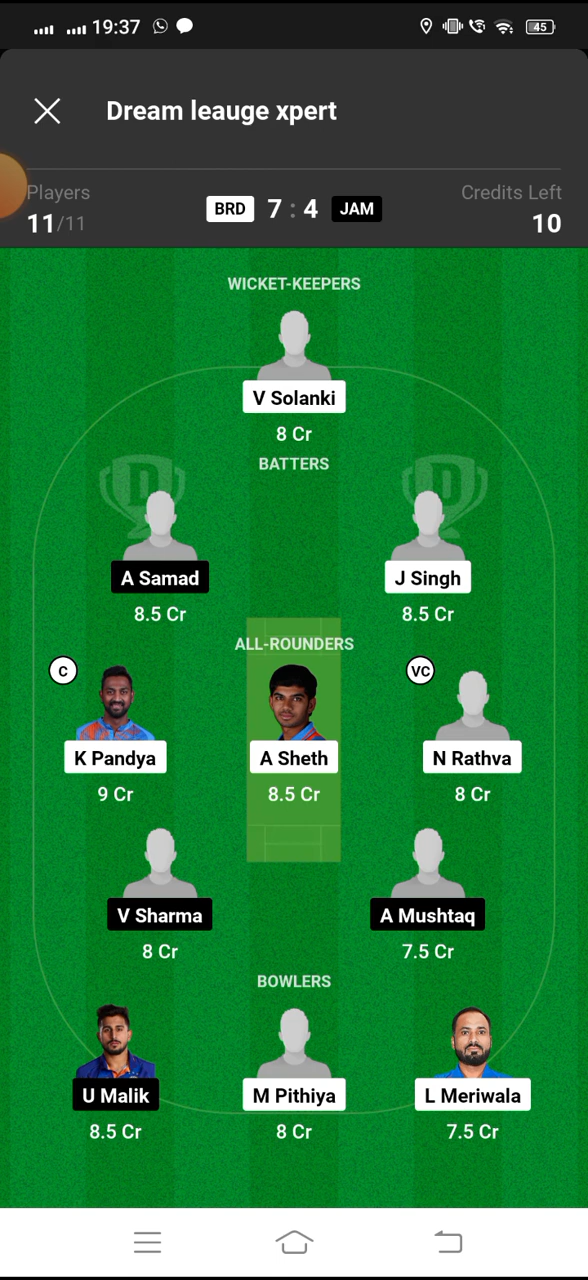 19:37
45
Dream leauge xpert
Players
Credits Left
11/11
BRD 7 : 4 JAM
10
WICKET-KEEPERS
V Solanki
8 Cr
BATTERS
A Samad
J Singh
8.5 Cr
8.5 Cr
ALL-ROUNDERS
C
VC
K Pandya
A Sheth
N Rathva
9 Cr
8.5 Cr
8 Cr
V Sharma
A Mushtaq
8 Cr
7.5 Cr
BOWLERS
U Malik
M Pithiya
L Meriwala
8.5 Cr
8 Cr
7.5 Cr